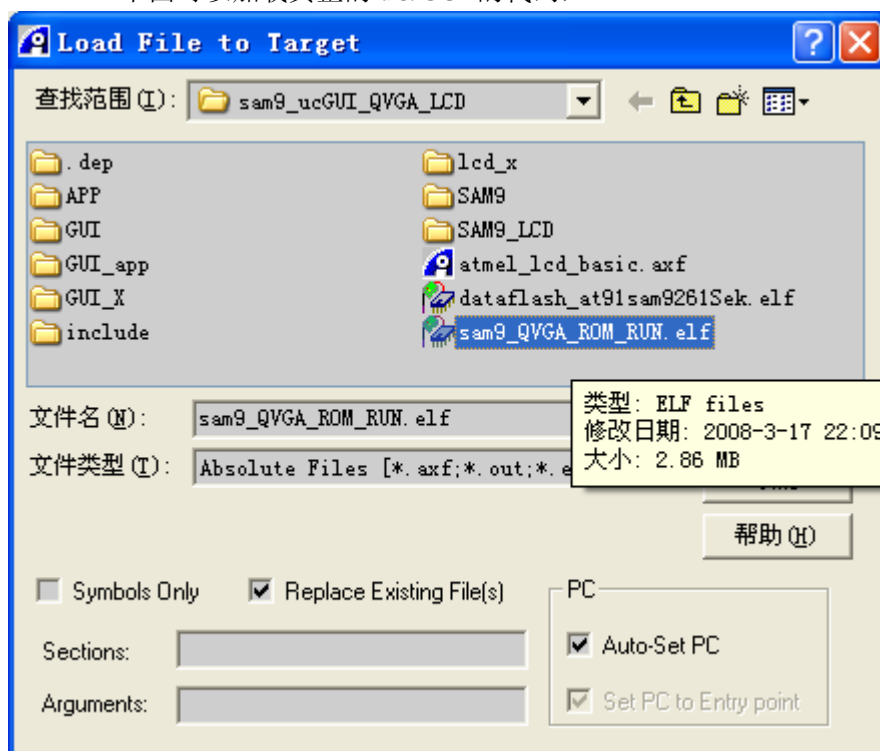 Load File to Target
查找范围(I): sam9_ucGUI_QVGA_LCD
.dep
APP
GUI
GUI_app
GUI_X
include
lcd_x
SAM9
SAM9_LCD
atmel_lcd_basic.axf
dataflash_at91sam9261Sek.elf
sam9_QVGA_ROM_RUN.elf
类型: ELF files
修改日期: 2008-3-17 22:09
大小: 2.86 MB
文件名(N): sam9_QVGA_ROM_RUN.elf
文件类型(T): Absolute Files [*.axf;*.out;*.e
帮助(H)
Symbols Only
Replace Existing File(s)
Sections:
Arguments:
PC
Auto-Set PC
Set PC to Entry point